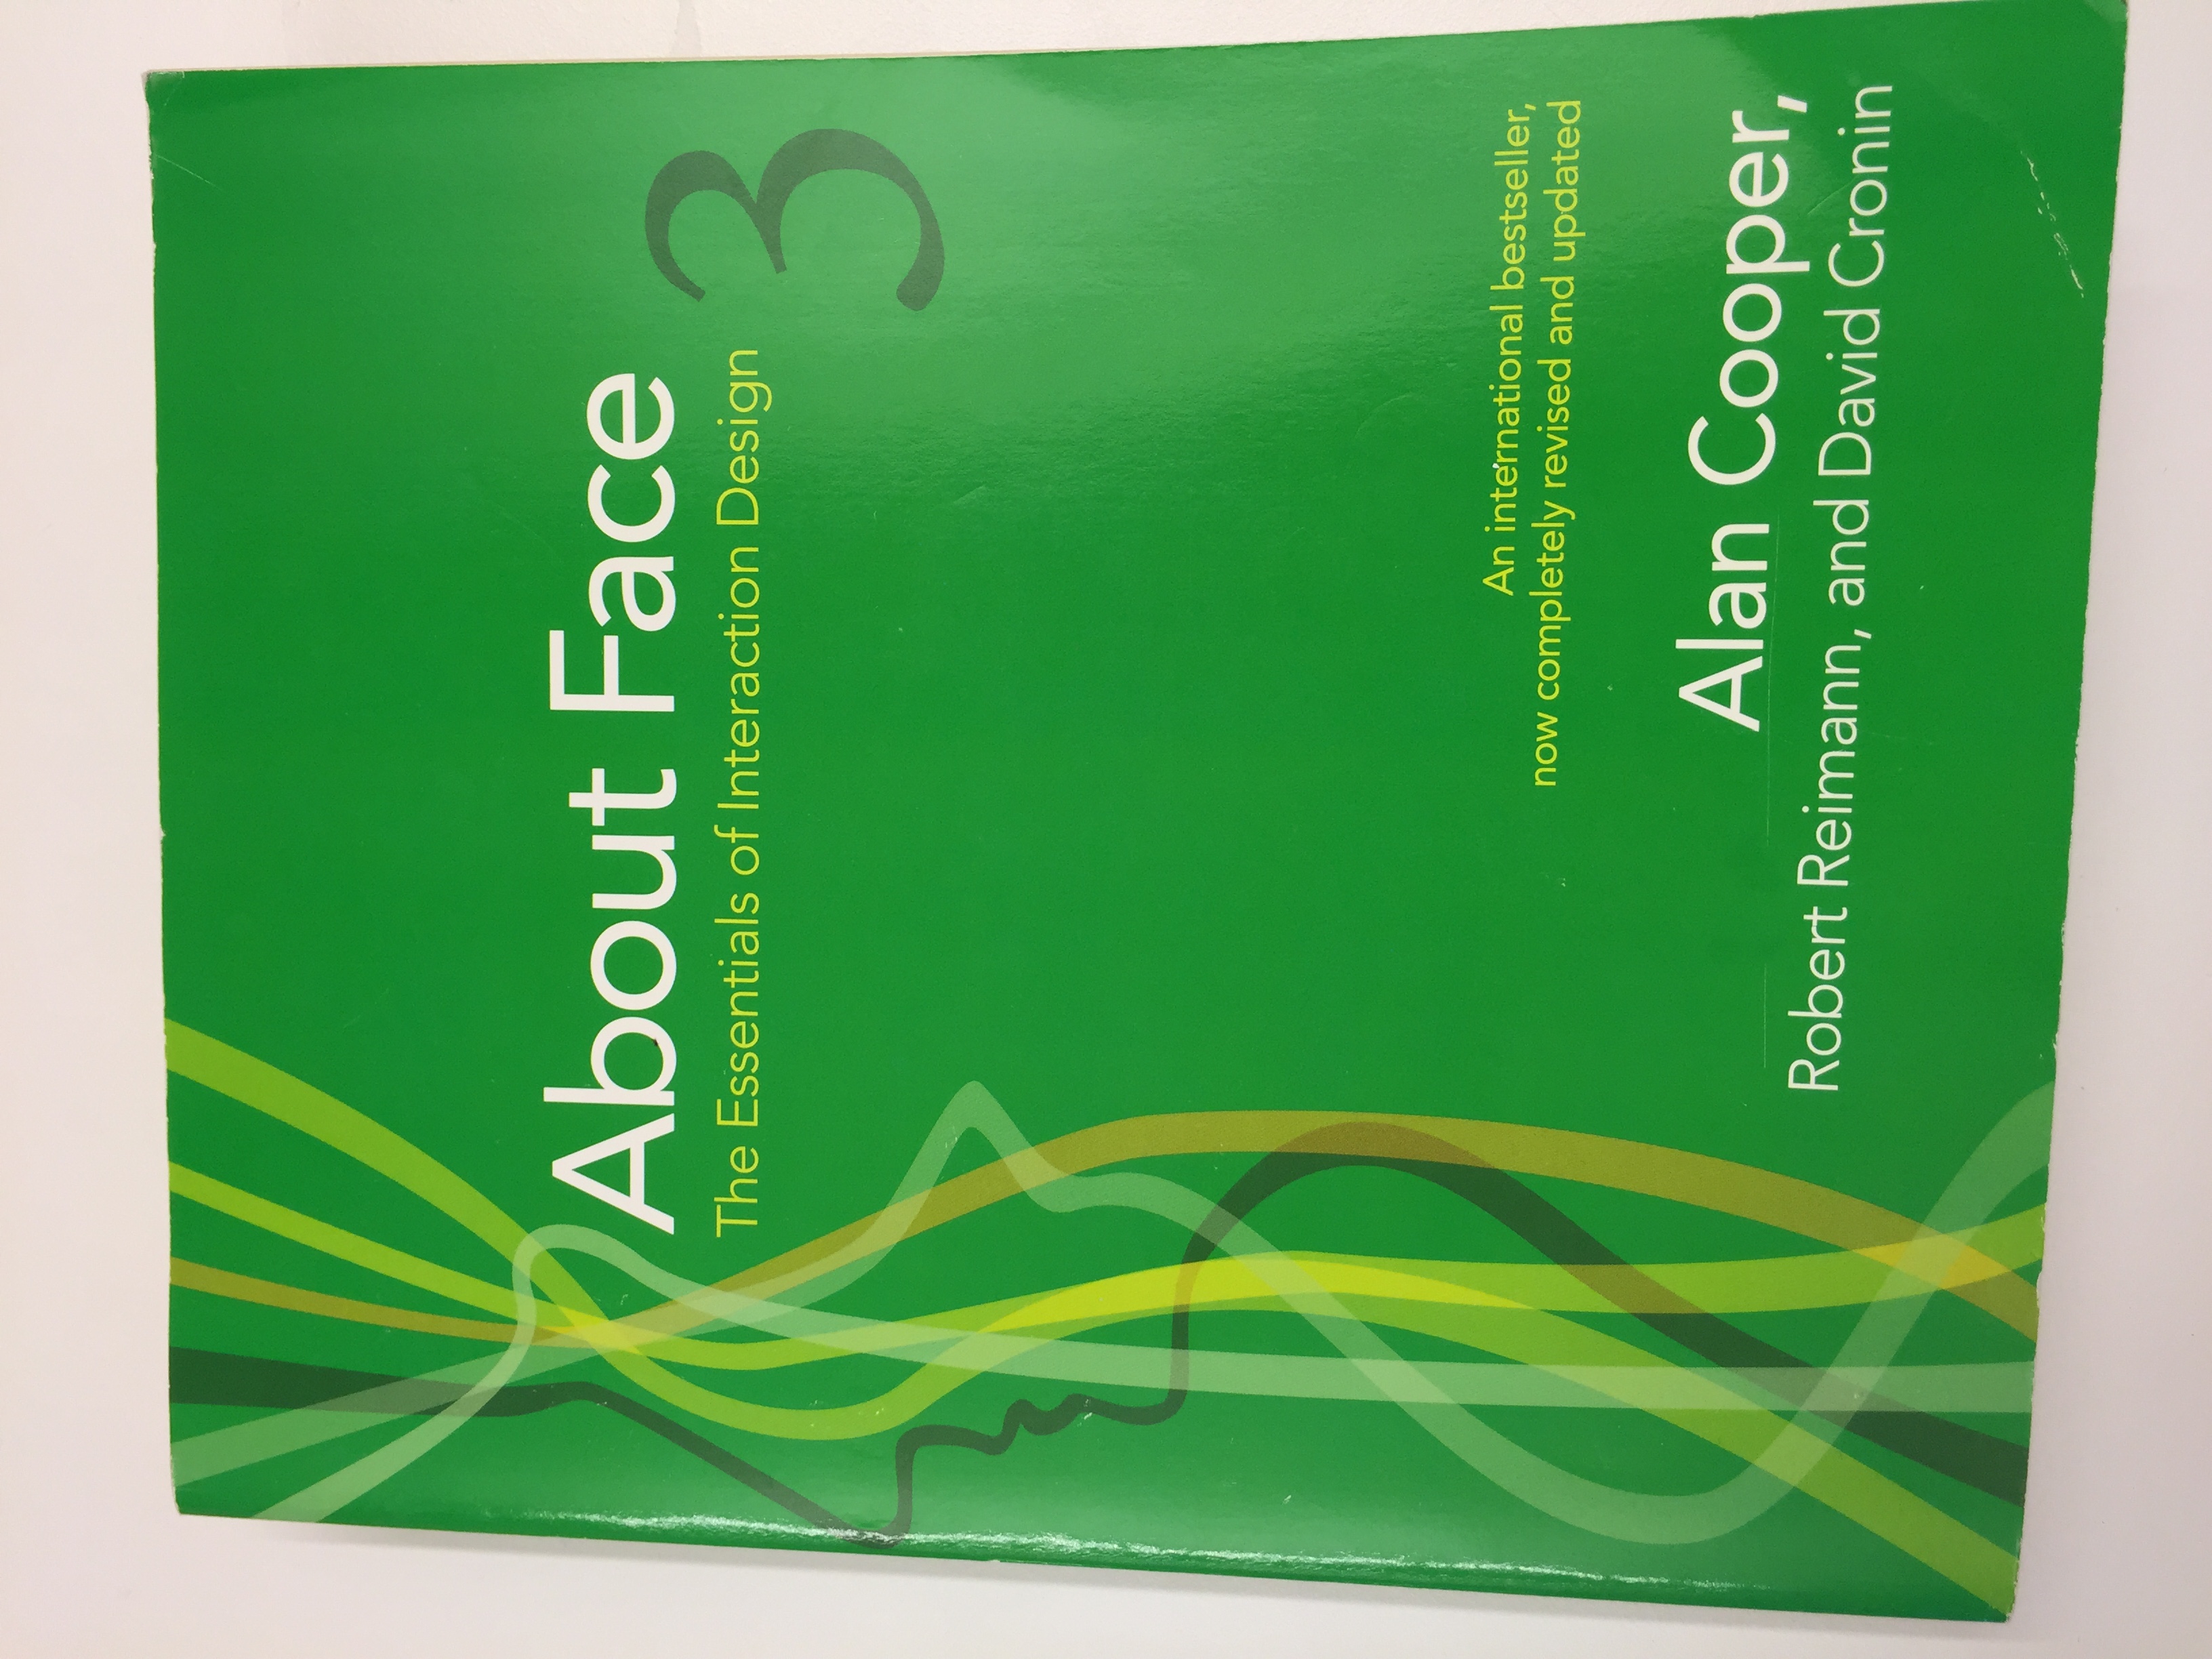 About Face
The Essentials of Interaction Design
3
An international bestseller,
now completely revised and updated
Alan Cooper,
Robert Reimann, and David Cronin